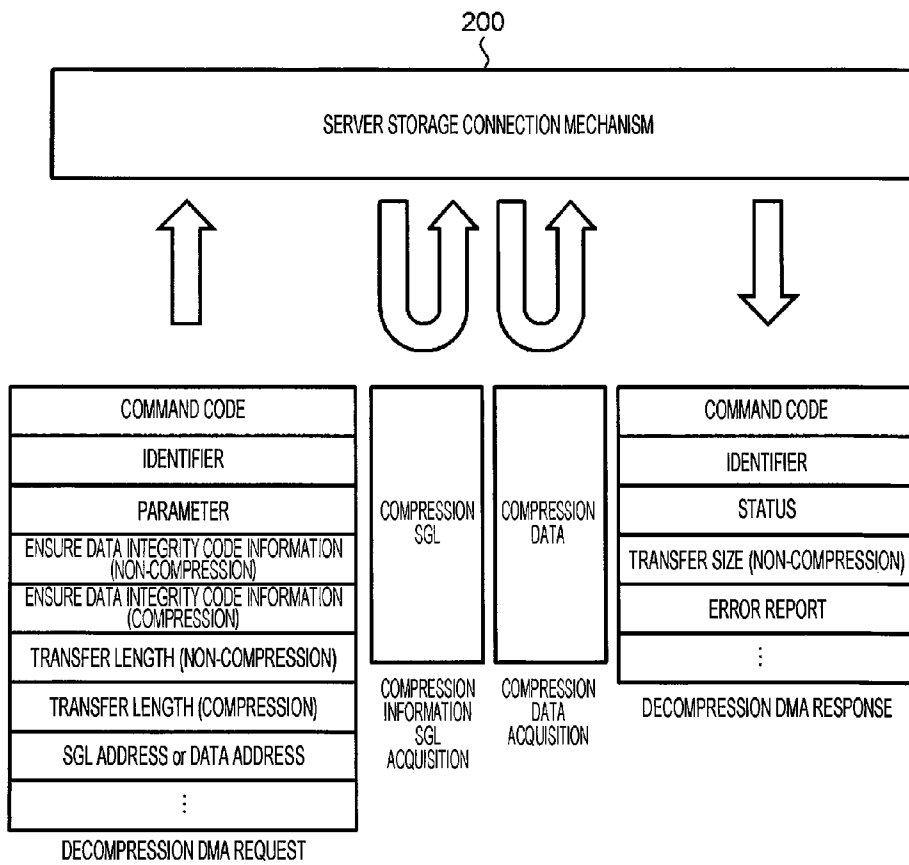 200
SERVER STORAGE CONNECTION MECHANISM
COMMAND CODE
IDENTIFIER
PARAMETER
ENSURE DATA INTEGRITY CODE INFORMATION
(NON-COMPRESSION)
ENSURE DATA INTEGRITY CODE INFORMATION
(COMPRESSION)
TRANSFER LENGTH (NON-COMPRESSION)
TRANSFER LENGTH (COMPRESSION)
SGL ADDRESS or DATA ADDRESS
⋮
DECOMPRESSION DMA REQUEST
COMPRESSION
SGL
COMPRESSION
INFORMATION
SGL
ACQUISITION
COMPRESSION
DATA
COMPRESSION
DATA
ACQUISITION
COMMAND CODE
IDENTIFIER
STATUS
TRANSFER SIZE (NON-COMPRESSION)
ERROR REPORT
⋮
DECOMPRESSION DMA RESPONSE